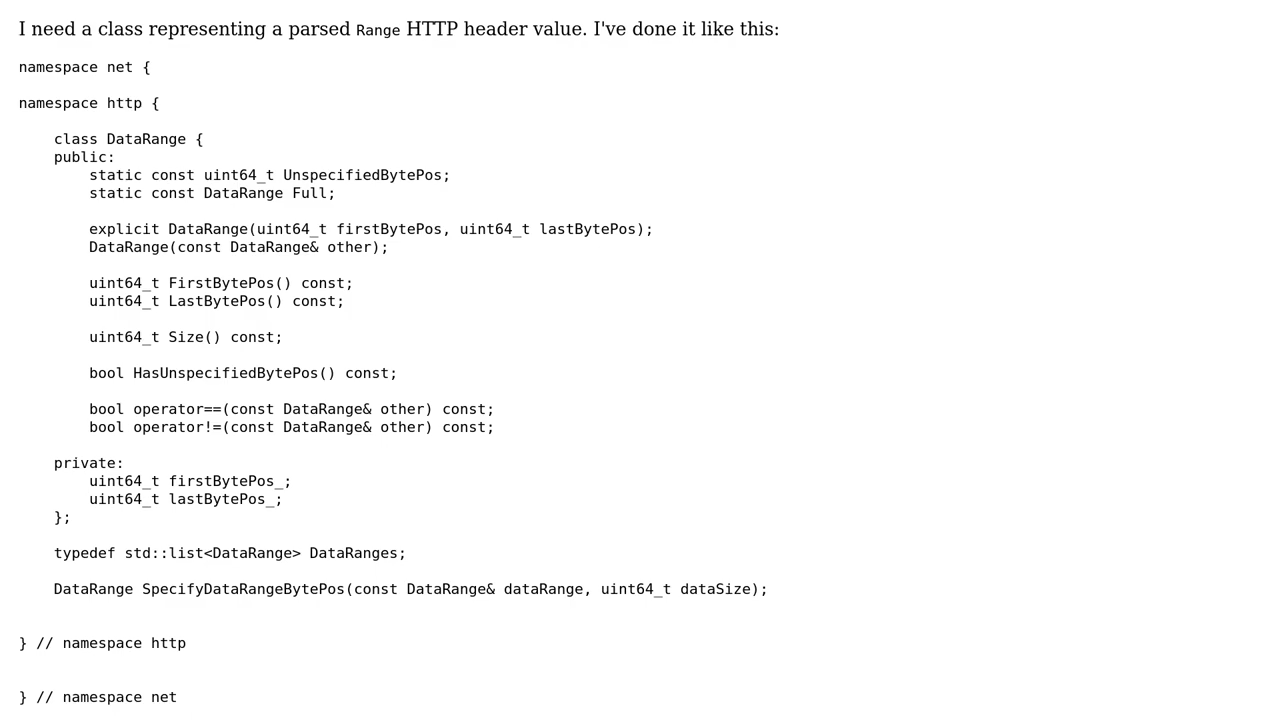 I need a class representing a parsed Range HTTP header value. I've done it like this:
namespace net {
namespace http {
    class DataRange {
    public:
        static const uint64_t UnspecifiedBytePos;
        static const DataRange Full;
        explicit DataRange(uint64_t firstBytePos, uint64_t lastBytePos);
        DataRange(const DataRange& other);
        uint64_t FirstBytePos() const;
        uint64_t LastBytePos() const;
        uint64_t Size() const;
        bool HasUnspecifiedBytePos() const;
        bool operator==(const DataRange& other) const;
        bool operator!=(const DataRange& other) const;
    private:
        uint64_t firstBytePos_;
        uint64_t lastBytePos_;
    };
    typedef std::list<DataRange> DataRanges;
    DataRange SpecifyDataRangeBytePos(const DataRange& dataRange, uint64_t dataSize);
} // namespace http
} // namespace net